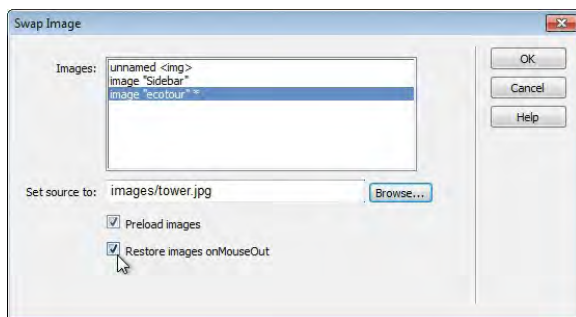 Swap Image
Images:
unnamed <img>
image "Sidebar"
image "ecotour" *
OK
Cancel
Help
Set source to:
images/tower.jpg
Browse...
Preload images
Restore images onMouseOut